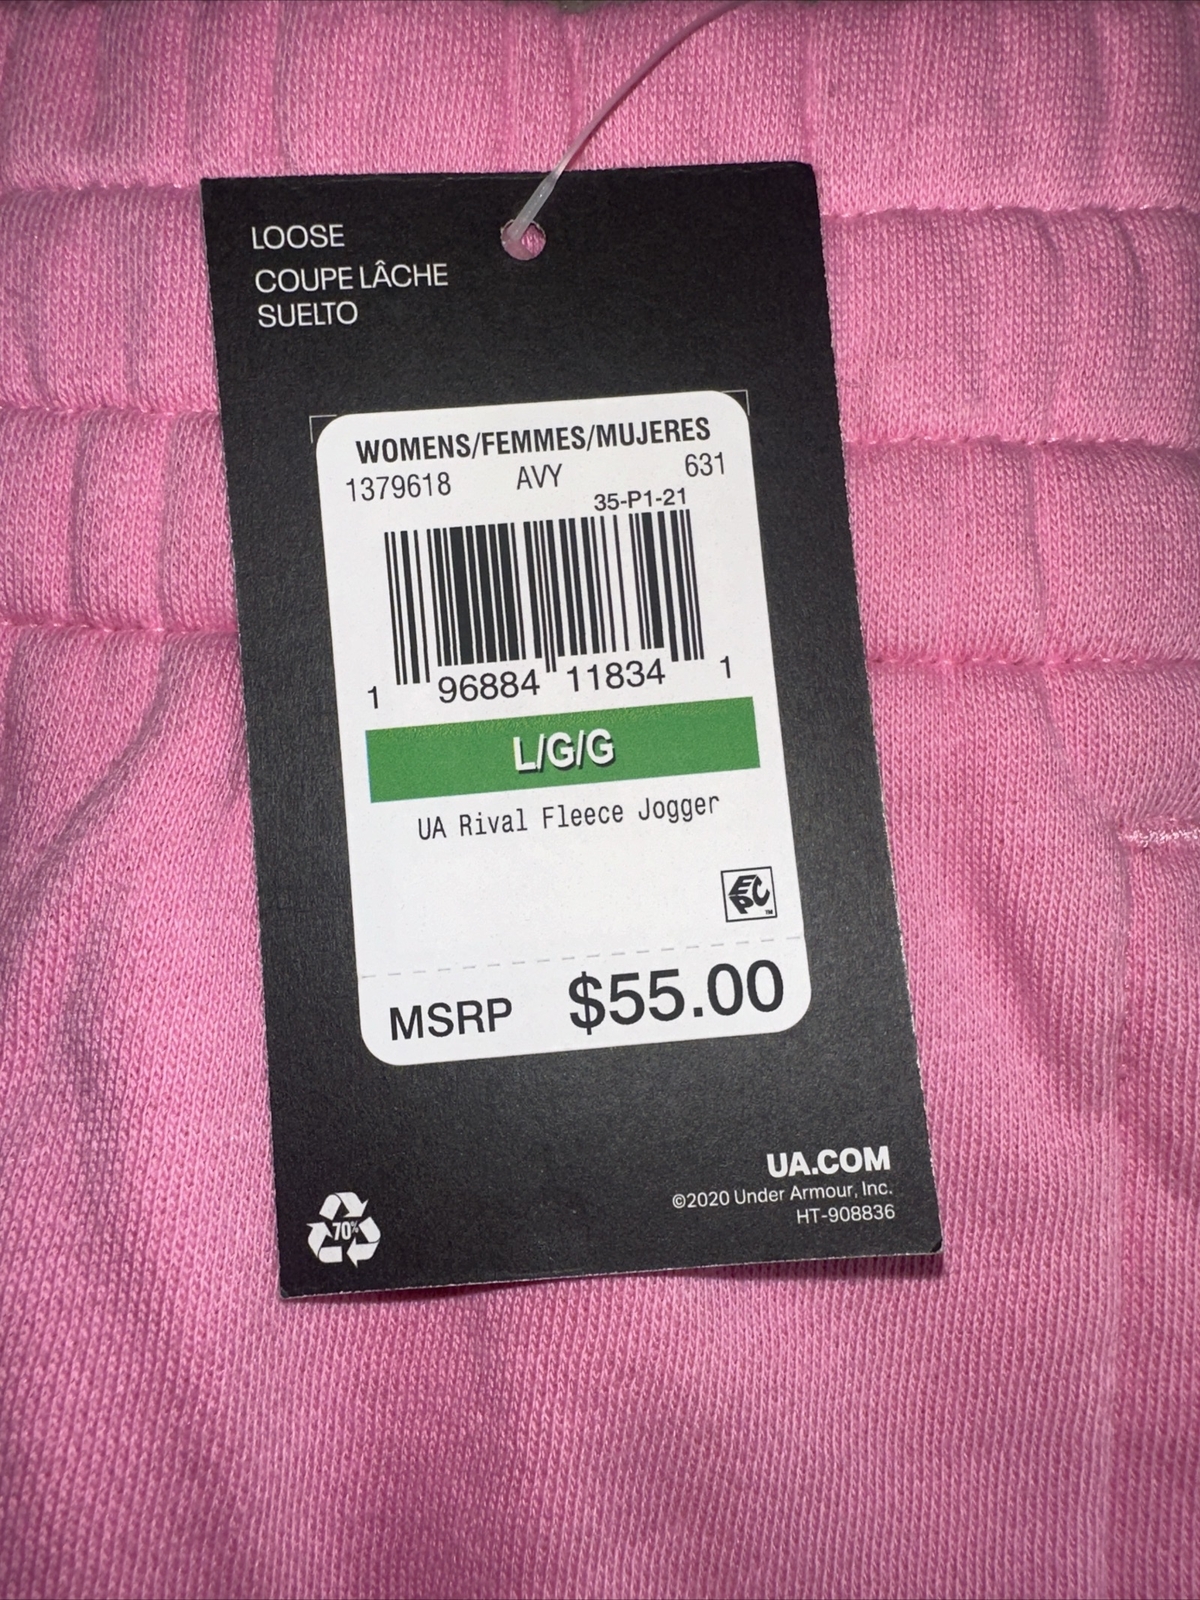 LOOSE
COUPE LÂCHE
SUELTO
WOMENS/FEMMES/MUJERES
1379618 AVY 631
35-P1-21
1 96884 11834 1
L/G/G
UA Rival Fleece Jogger
EPC™
MSRP $55.00
UA.COM
©2020 Under Armour, Inc.
HT-908836
70%